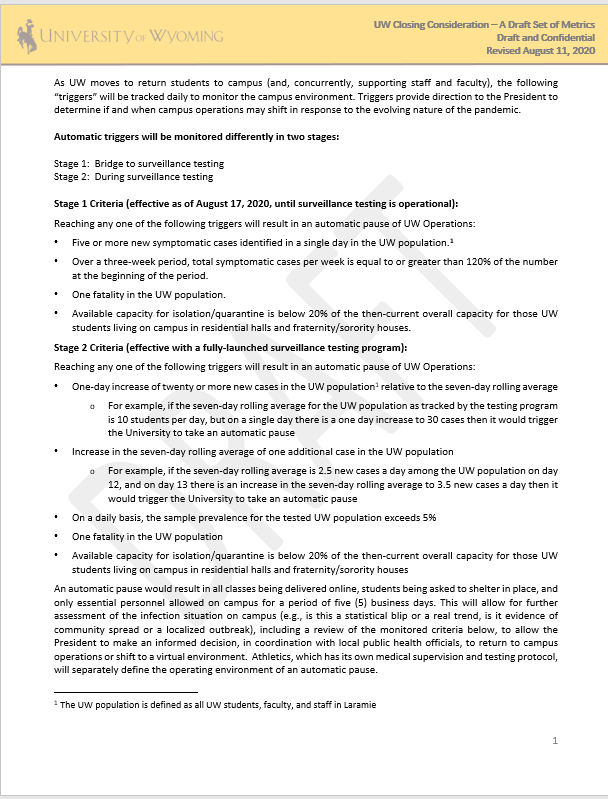 UNIVERSITY OF WYOMING
UW Closing Consideration – A Draft Set of Metrics
Draft and Confidential
Revised August 11, 2020
As UW moves to return students to campus (and, concurrently, supporting staff and faculty), the following
“triggers” will be tracked daily to monitor the campus environment. Triggers provide direction to the President to
determine if and when campus operations may shift in response to the evolving nature of the pandemic.
Automatic triggers will be monitored differently in two stages:
Stage 1: Bridge to surveillance testing
Stage 2: During surveillance testing
Stage 1 Criteria (effective as of August 17, 2020, until surveillance testing is operational):
Reaching any one of the following triggers will result in an automatic pause of UW Operations:
• Five or more new symptomatic cases identified in a single day in the UW population.¹
• Over a three-week period, total symptomatic cases per week is equal to or greater than 120% of the number
at the beginning of the period.
• One fatality in the UW population.
• Available capacity for isolation/quarantine is below 20% of the then-current overall capacity for those UW
students living on campus in residential halls and fraternity/sorority houses.
Stage 2 Criteria (effective with a fully-launched surveillance testing program):
Reaching any one of the following triggers will result in an automatic pause of UW Operations:
• One-day increase of twenty or more new cases in the UW population¹ relative to the seven-day rolling average
o For example, if the seven-day rolling average for the UW population as tracked by the testing program
is 10 students per day, but on a single day there is a one day increase to 30 cases then it would trigger
the University to take an automatic pause
• Increase in the seven-day rolling average of one additional case in the UW population
o For example, if the seven-day rolling average is 2.5 new cases a day among the UW population on day
12, and on day 13 there is an increase in the seven-day rolling average to 3.5 new cases a day then it
would trigger the University to take an automatic pause
• On a daily basis, the sample prevalence for the tested UW population exceeds 5%
• One fatality in the UW population
• Available capacity for isolation/quarantine is below 20% of the then-current overall capacity for those UW
students living on campus in residential halls and fraternity/sorority houses
An automatic pause would result in all classes being delivered online, students being asked to shelter in place, and
only essential personnel allowed on campus for a period of five (5) business days. This will allow for further
assessment of the infection situation on campus (e.g., is this a statistical blip or a real trend, is it evidence of
community spread or a localized outbreak), including a review of the monitored criteria below, to allow the
President to make an informed decision, in coordination with local public health officials, to return to campus
operations or shift to a virtual environment. Athletics, which has its own medical supervision and testing protocol,
will separately define the operating environment of an automatic pause.
¹ The UW population is defined as all UW students, faculty, and staff in Laramie
1
DRAFT